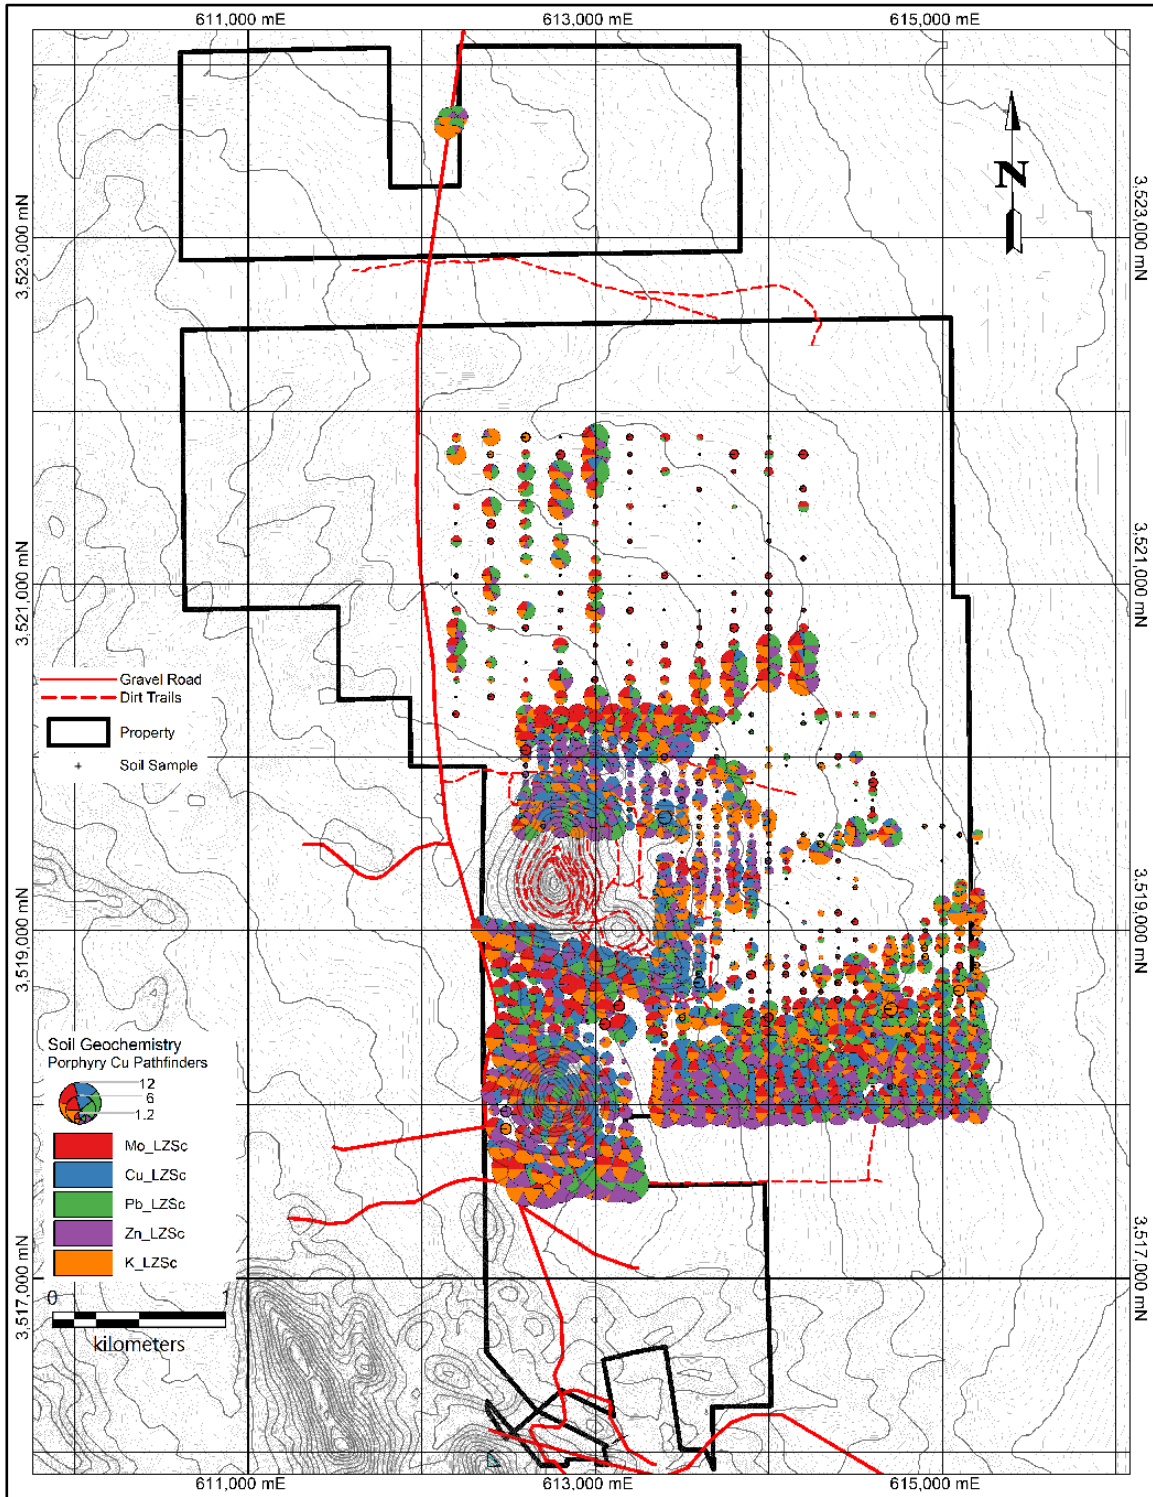 611,000 mE 613,000 mE 615,000 mE
N
3,523,000 mN
3,523,000 mN
3,521,000 mN
3,521,000 mN
Gravel Road
Dirt Trails
Property
Soil Sample
3,519,000 mN
3,519,000 mN
Soil Geochemistry
Porphyry Cu Pathfinders
12
6
1.2
Mo_LZSc
Cu_LZSc
Pb_LZSc
Zn_LZSc
K_LZSc
3,517,000 mN
3,517,000 mN
0 1
kilometers
611,000 mE 613,000 mE 615,000 mE